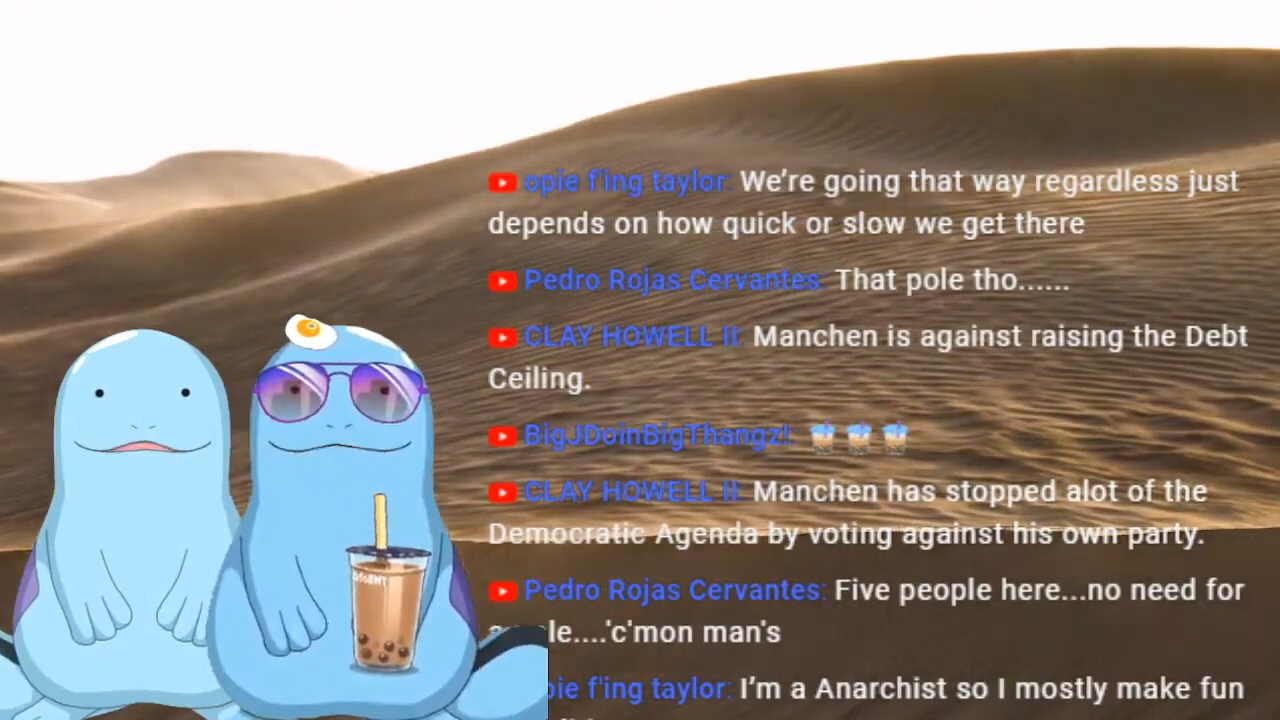 opie f'ing taylor: We're going that way regardless just
depends on how quick or slow we get there
Pedro Rojas Cervantes: That pole tho......
CLAY HOWELL II: Manchen is against raising the Debt
Ceiling.
BigJDoinBigThangz!:
CLAY HOWELL II: Manchen has stopped alot of the
Democratic Agenda by voting against his own party.
Pedro Rojas Cervantes: Five people here...no need for
le....'c'mon man's
pie f'ing taylor: I'm a Anarchist so I mostly make fun